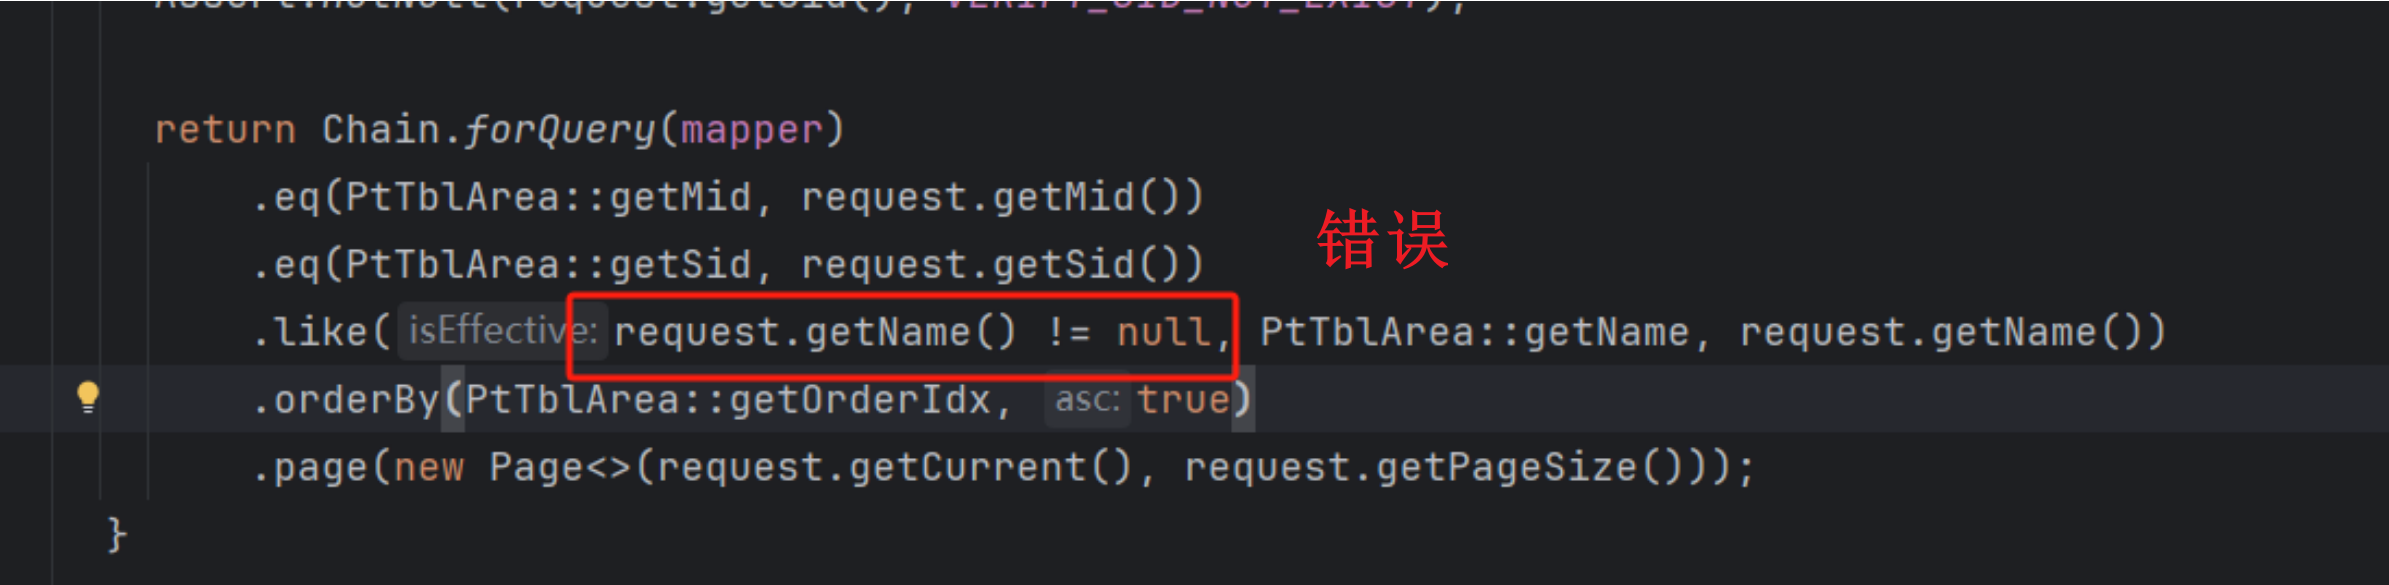 return Chain.forQuery(mapper)
.eq(PtTblArea::getMid, request.getMid())
错误
.eq(PtTblArea::getSid, request.getSid())
.like( isEffective: request.getName() != null, PtTblArea::getName, request.getName())
.orderBy(PtTblArea::getOrderIdx, asc: true)
.page(new Page<>(request.getCurrent(), request.getPageSize()));
}